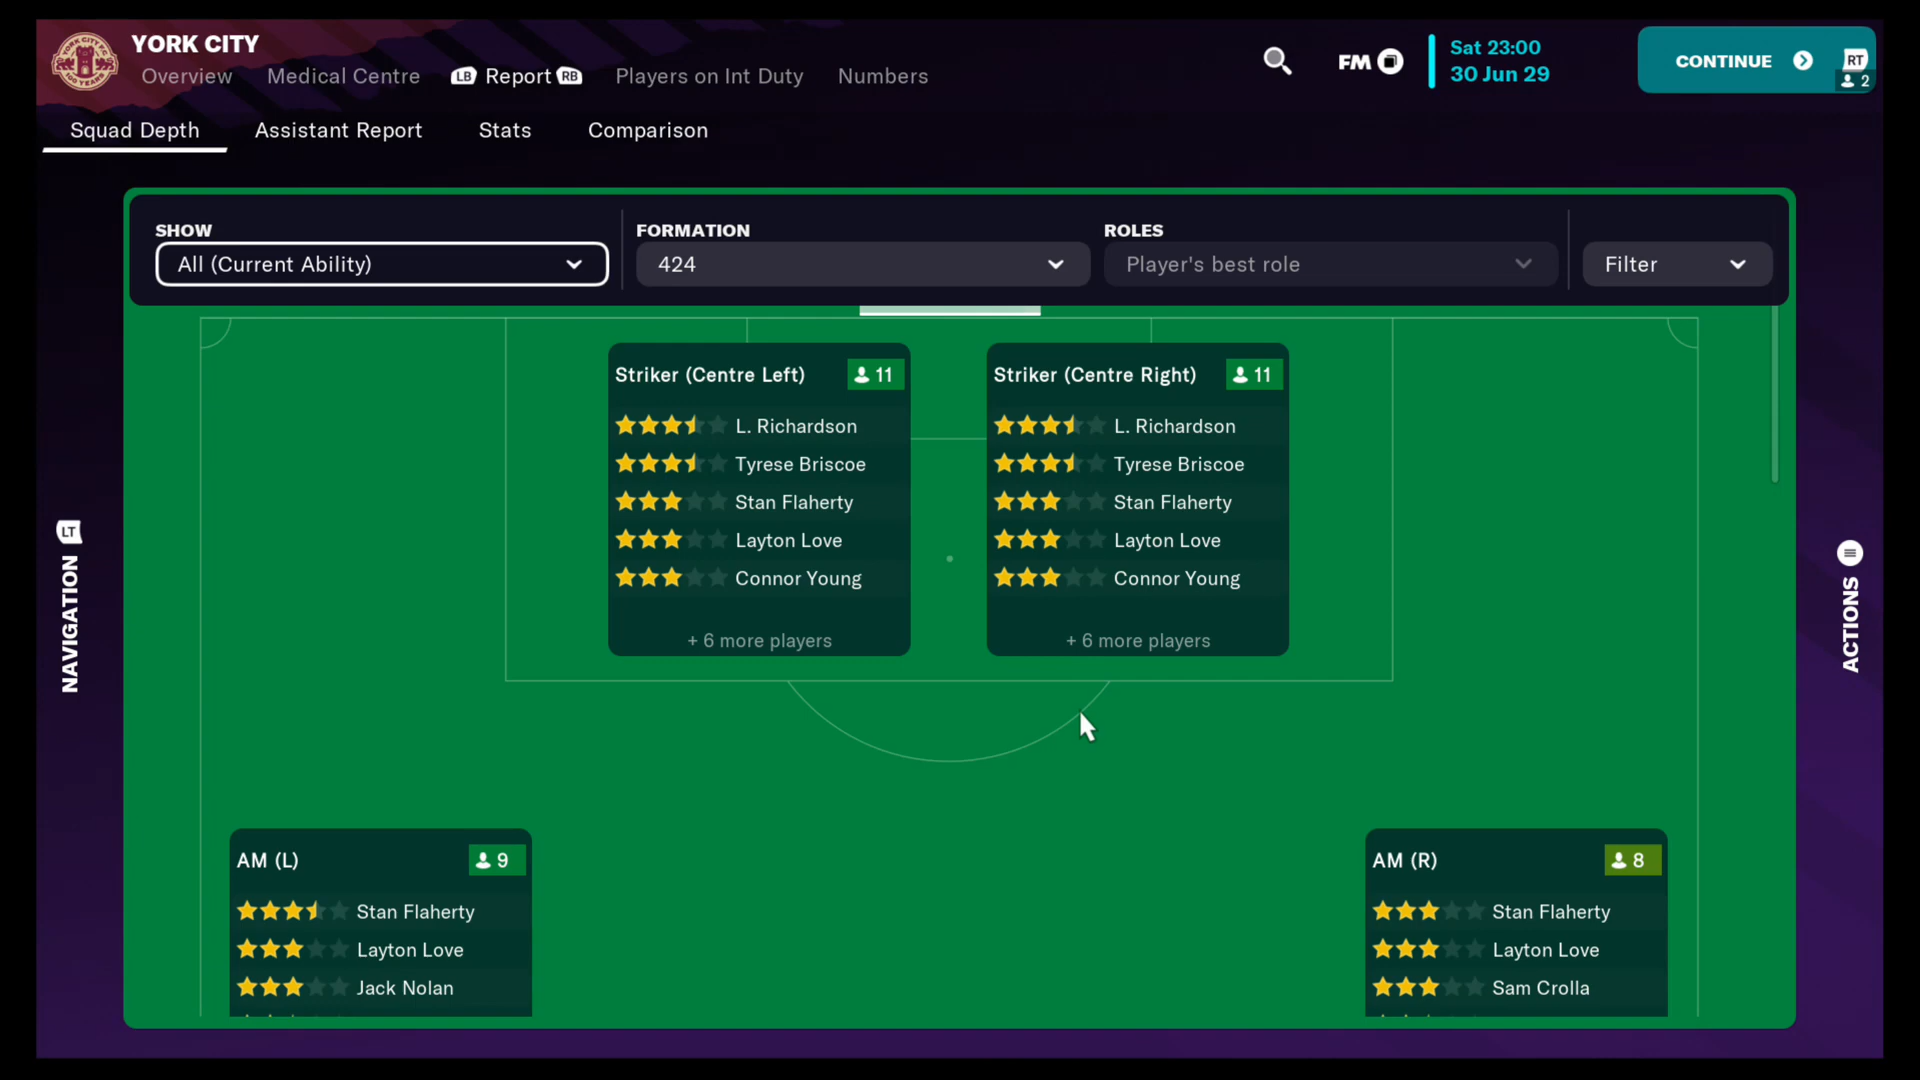 YORK CITY
Overview Medical Centre LB Report RB Players on Int Duty Numbers
FM
Sat 23:00
30 Jun 29
CONTINUE RT
2
Squad Depth Assistant Report Stats Comparison
SHOW FORMATION ROLES
All (Current Ability) 424 Player's best role Filter
Striker (Centre Left) 11
L. Richardson
Tyrese Briscoe
Stan Flaherty
Layton Love
Connor Young
+ 6 more players
Striker (Centre Right) 11
L. Richardson
Tyrese Briscoe
Stan Flaherty
Layton Love
Connor Young
+ 6 more players
LT
NAVIGATION
ACTIONS
AM (L) 9
Stan Flaherty
Layton Love
Jack Nolan
AM (R) 8
Stan Flaherty
Layton Love
Sam Crolla